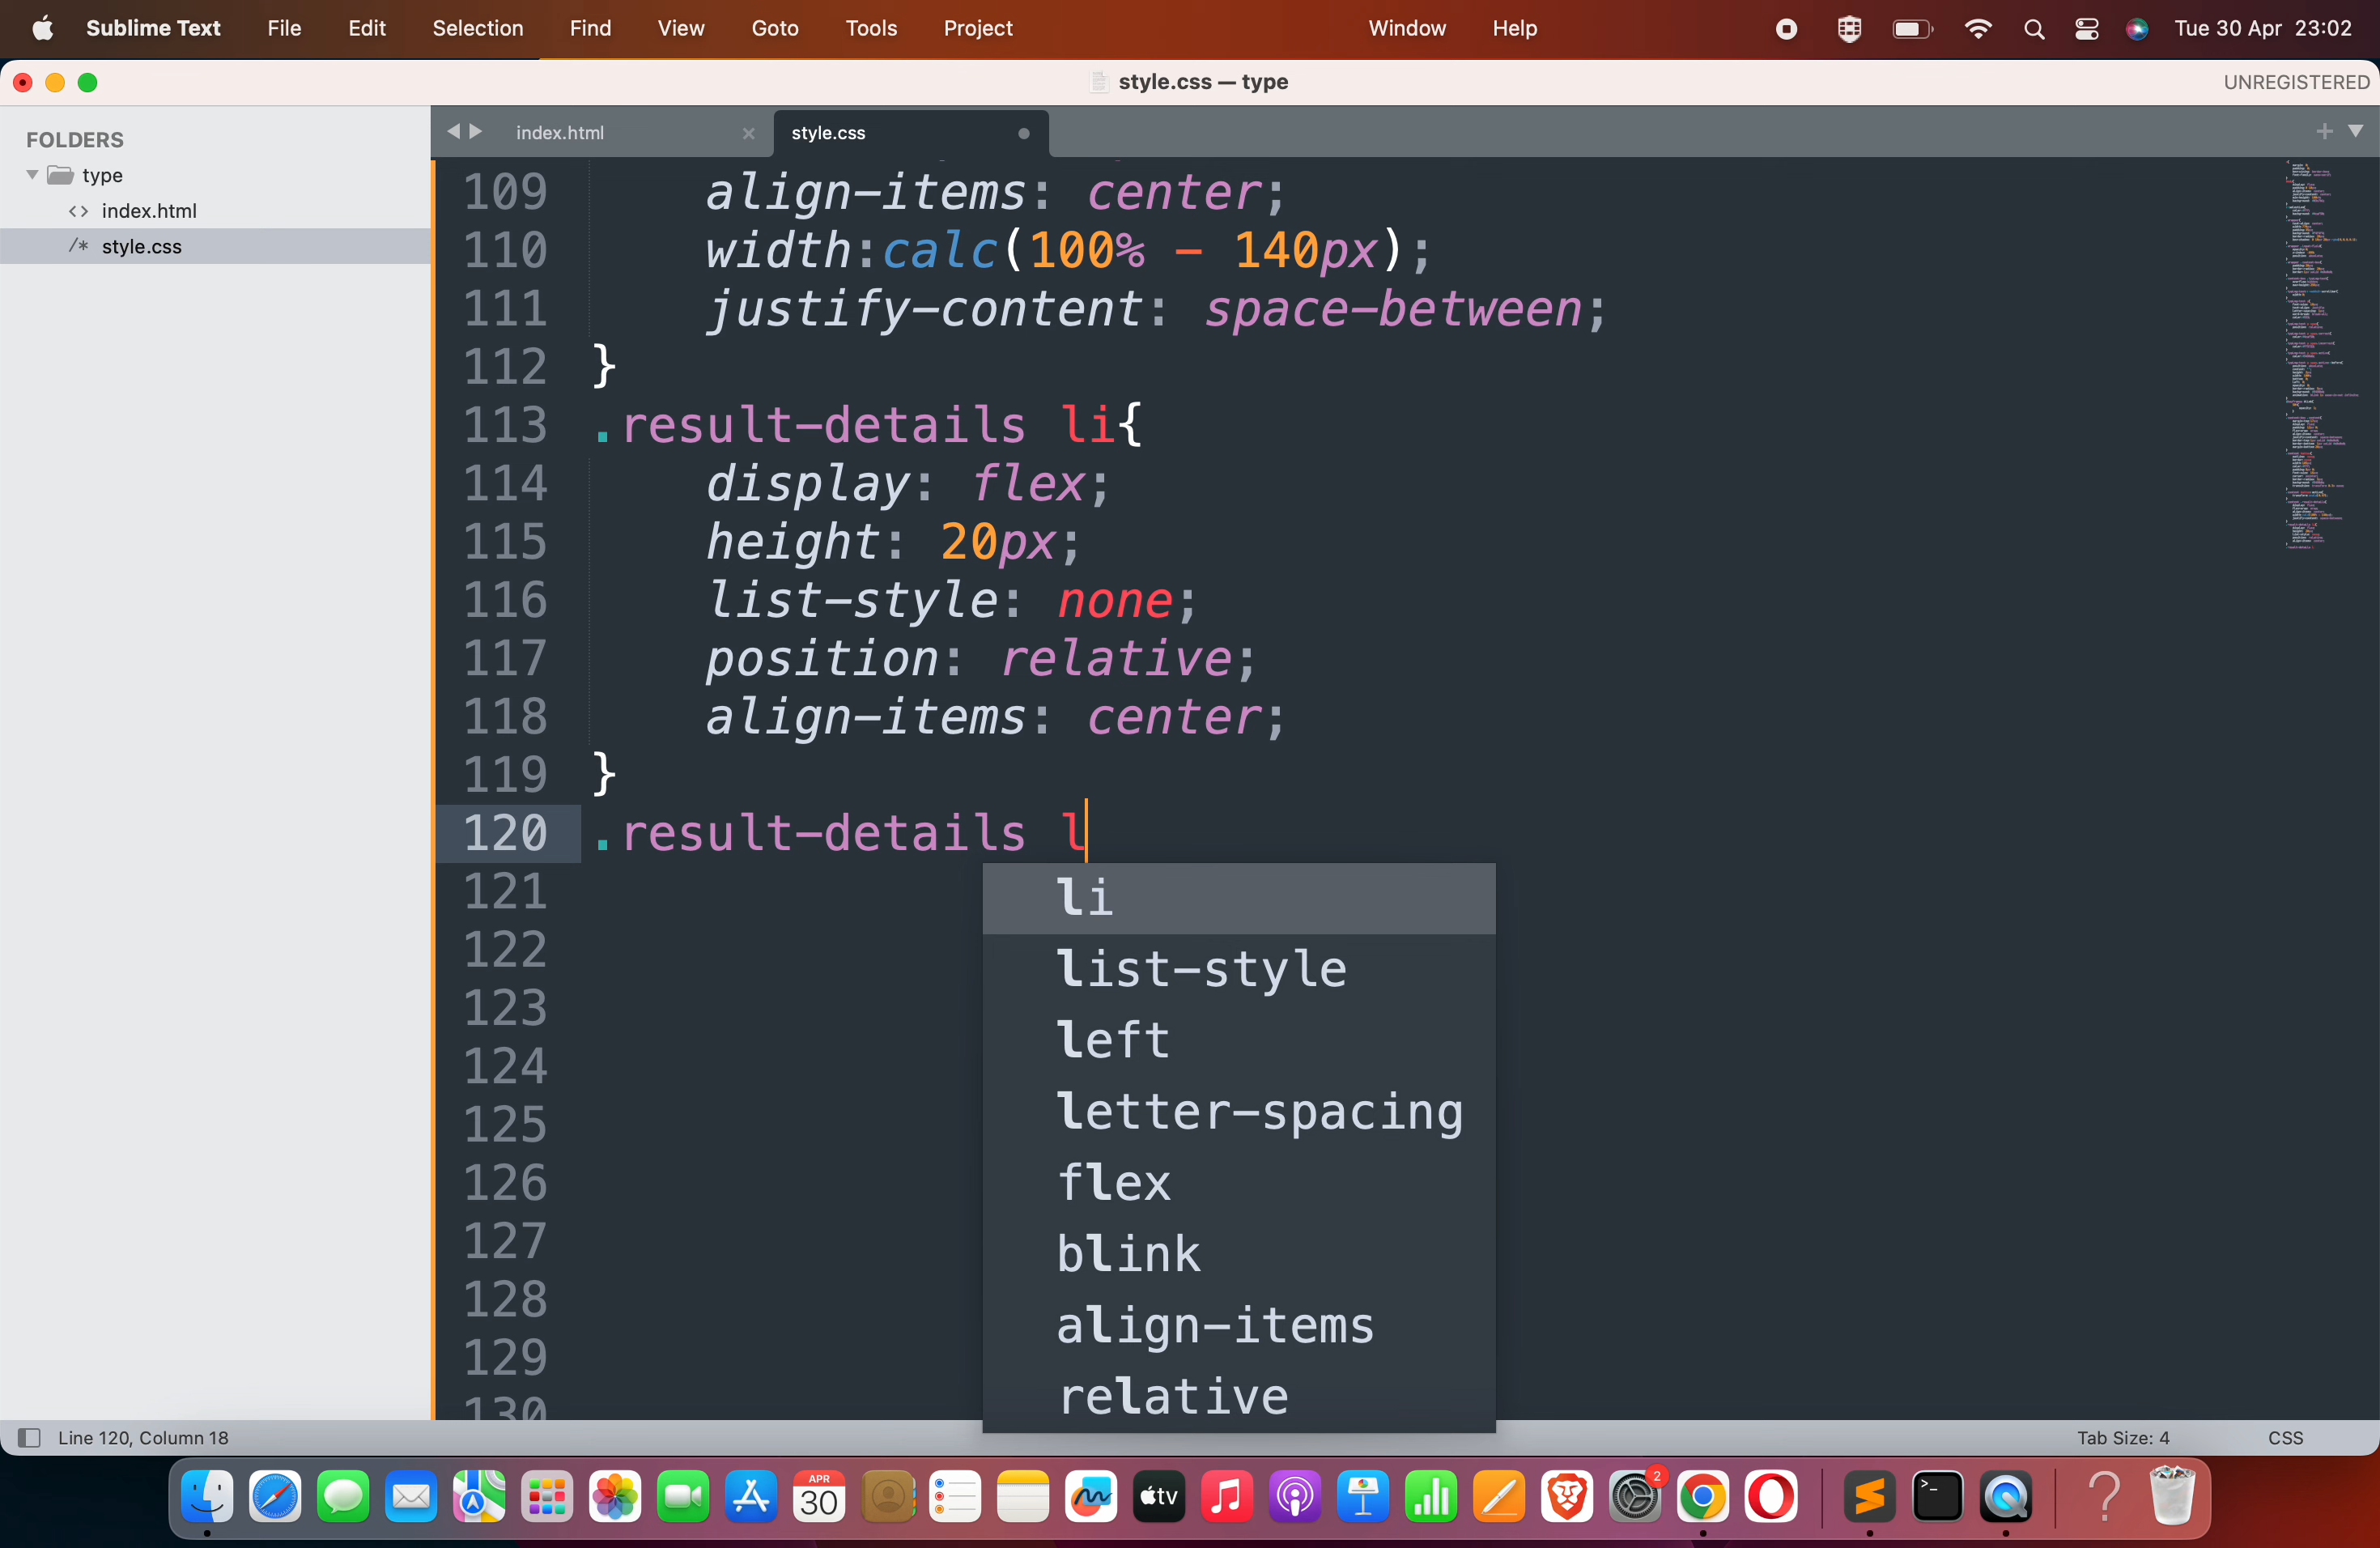 Sublime Text File Edit Selection Find View Goto Tools Project Window Help Tue 30 Apr 23:02
style.css — type UNREGISTERED
FOLDERS
type
index.html
style.css
index.html style.css
109 align-items: center;
110 width:calc(100% - 140px);
111 justify-content: space-between;
112 }
113 .result-details li{
114 display: flex;
115 height: 20px;
116 list-style: none;
117 position: relative;
118 align-items: center;
119 }
120 .result-details l
121
122
123
124
125
126
127
128
129
130
li
list-style
left
letter-spacing
flex
blink
align-items
relative
Line 120, Column 18 Tab Size: 4 CSS
APR
30
tv
2